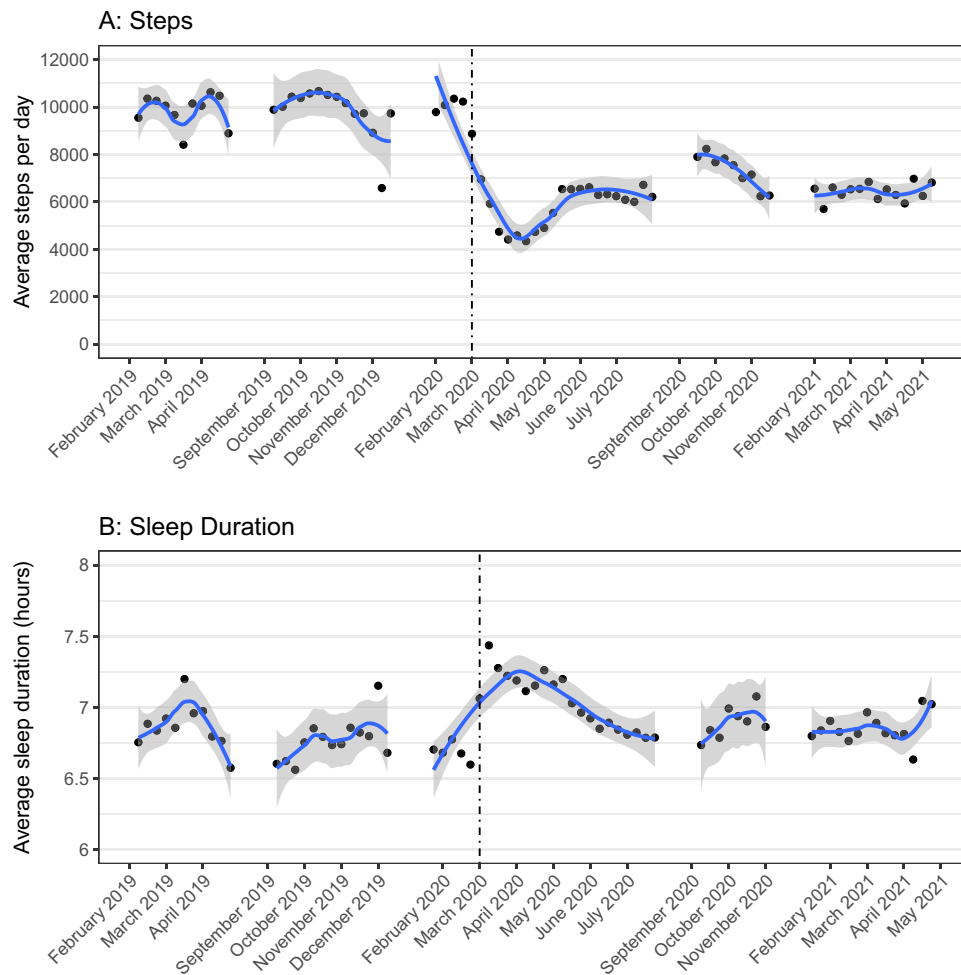 A: Steps
Average steps per day
12000
10000
8000
6000
4000
2000
0
February 2019
March 2019
April 2019
September 2019
October 2019
November 2019
December 2019
February 2020
March 2020
April 2020
May 2020
June 2020
July 2020
September 2020
October 2020
November 2020
February 2021
March 2021
April 2021
May 2021
B: Sleep Duration
Average sleep duration (hours)
8
7.5
7
6.5
6
February 2019
March 2019
April 2019
September 2019
October 2019
November 2019
December 2019
February 2020
March 2020
April 2020
May 2020
June 2020
July 2020
September 2020
October 2020
November 2020
February 2021
March 2021
April 2021
May 2021